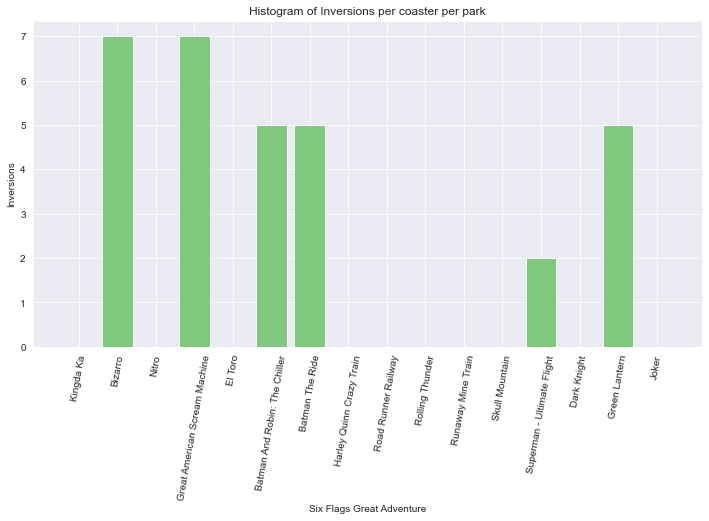 Histogram of Inversions per coaster per park
7
6
5
4
3
2
1
0
Inversions
Kingda Ka
Bizarro
Nitro
Great American Scream Machine
El Toro
Batman And Robin: The Chiller
Batman The Ride
Harley Quinn Crazy Train
Road Runner Railway
Rolling Thunder
Runaway Mine Train
Skull Mountain
Superman - Ultimate Flight
Dark Knight
Green Lantern
Joker
Six Flags Great Adventure